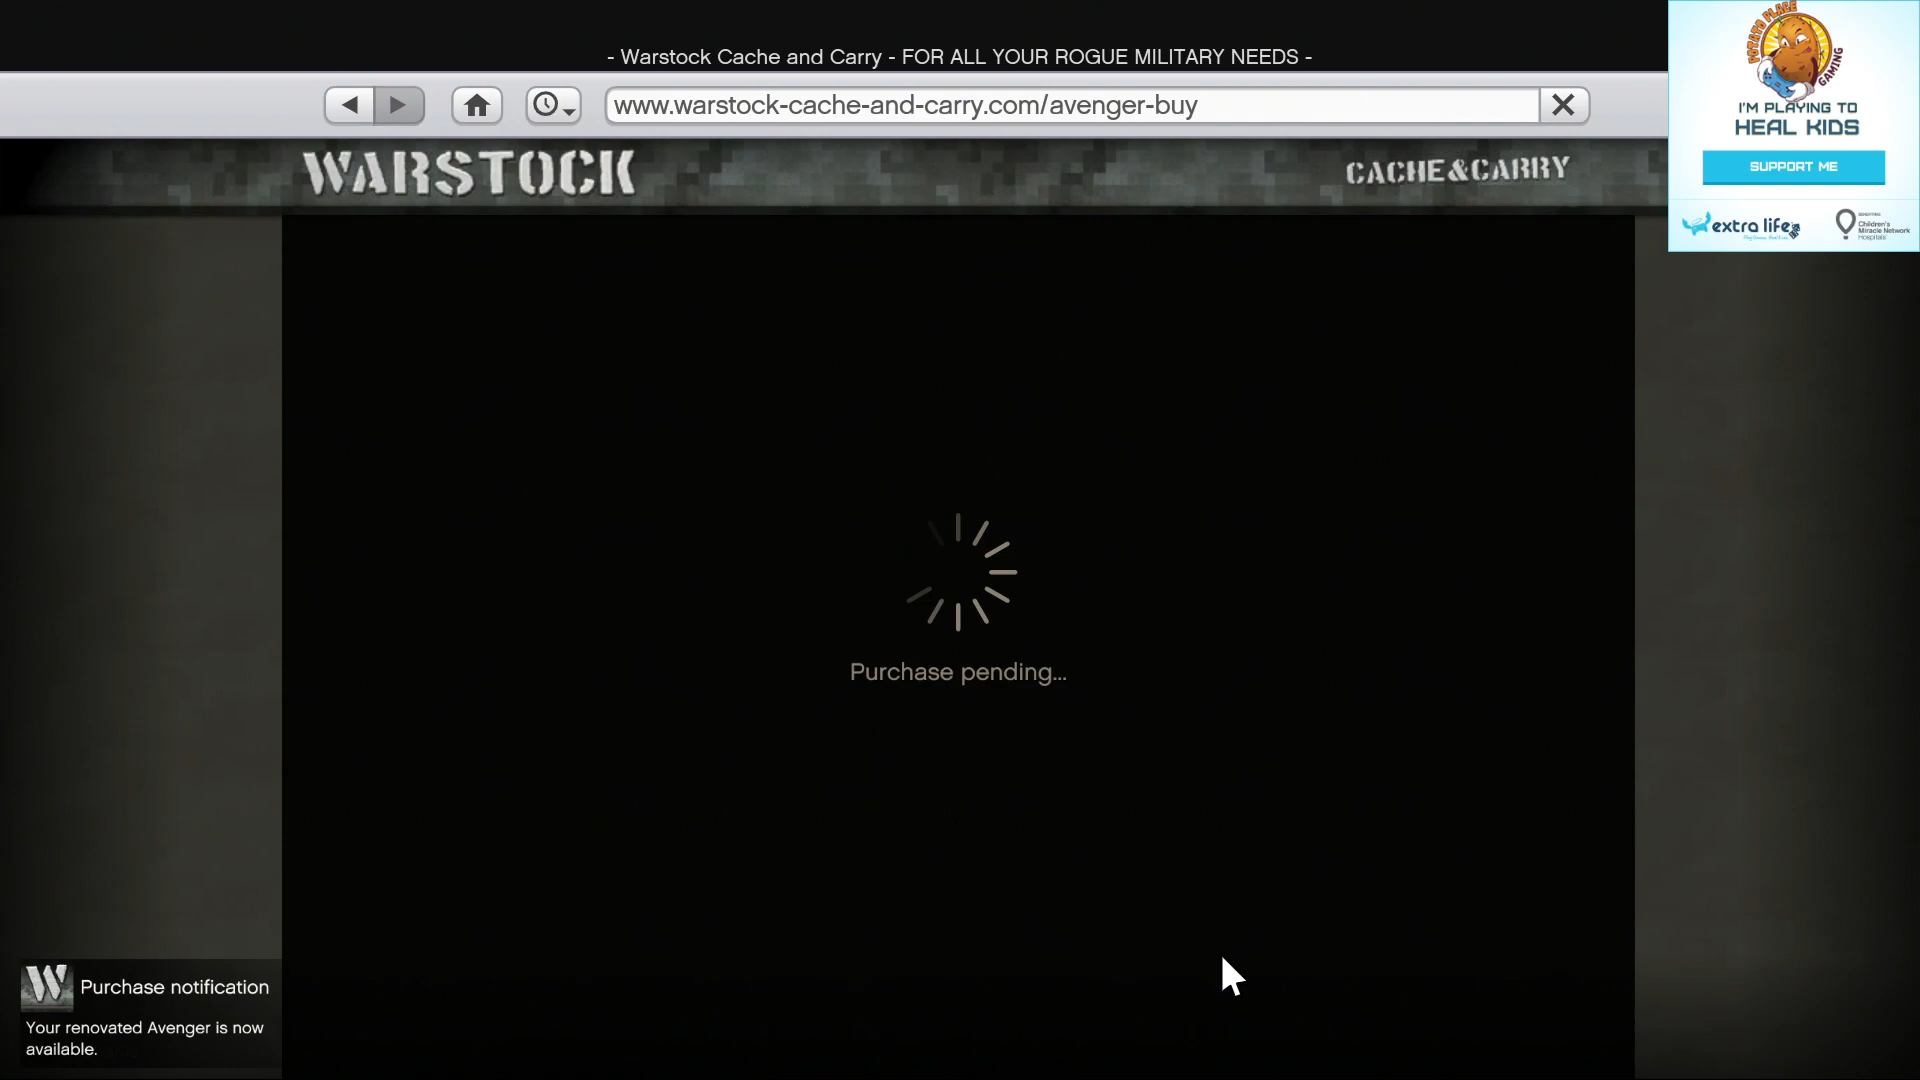 - Warstock Cache and Carry - FOR ALL YOUR ROGUE MILITARY NEEDS -
www.warstock-cache-and-carry.com/avenger-buy
WARSTOCK
CACHE&CARRY
POTATO PLACE
GAMING
I'M PLAYING TO
HEAL KIDS
SUPPORT ME
extra life
Children's
Miracle Network
Hospitals
Purchase pending...
W Purchase notification
Your renovated Avenger is now
available.